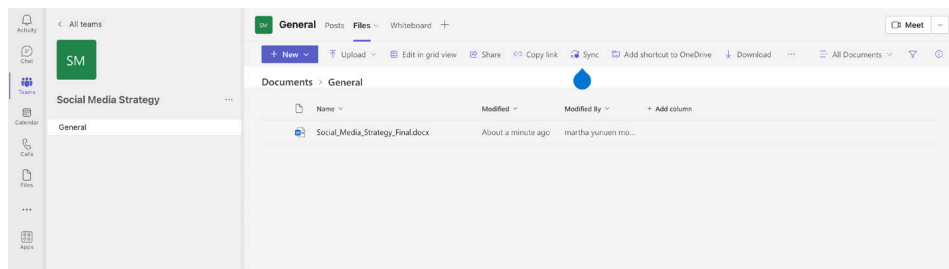 Activity
Chat
Teams
Calendar
Calls
Files
Apps
All teams
SM
Social Media Strategy
General
SM General Posts Files Whiteboard
Meet
New Upload Edit in grid view Share Copy link Sync Add shortcut to OneDrive Download ... All Documents
Documents > General
Name Modified Modified By + Add column
Social_Media_Strategy_Final.docx About a minute ago martha yunuen mo...